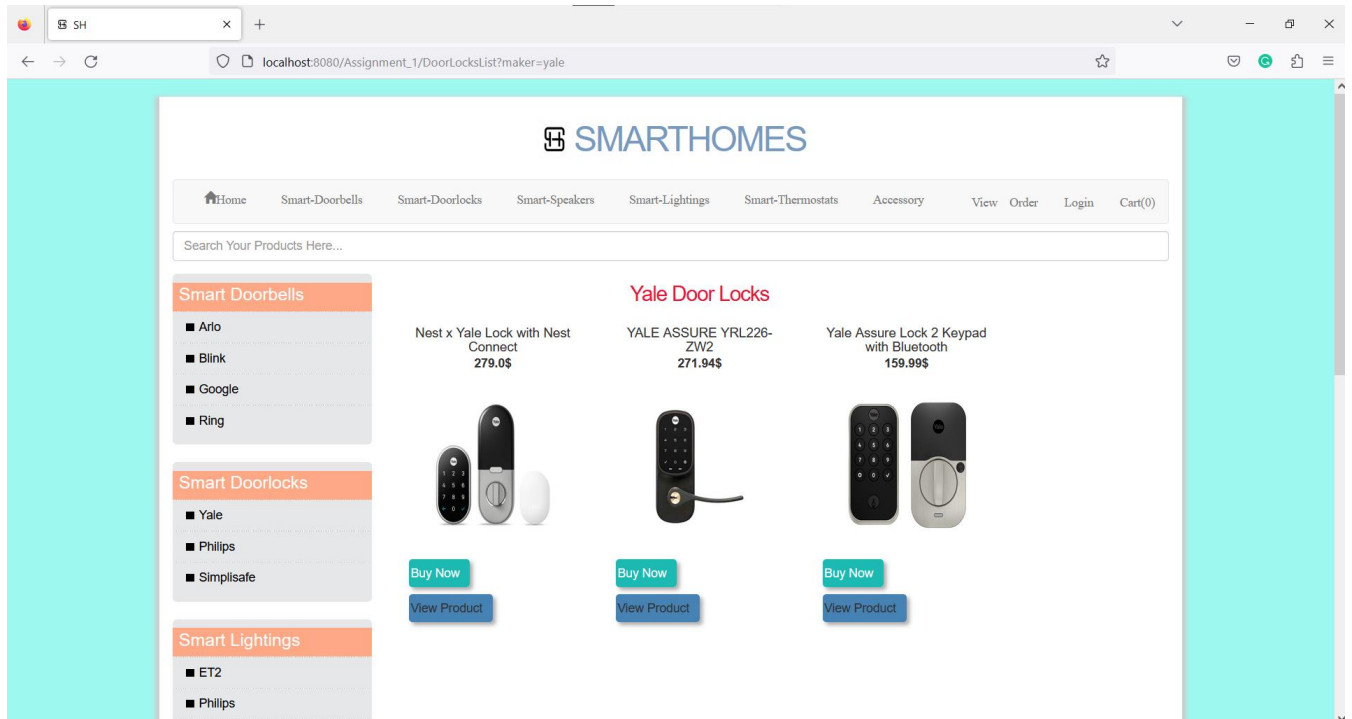 SH
localhost:8080/Assignment_1/DoorLocksList?maker=yale
SMARTHOMES
Home Smart-Doorbells Smart-Doorlocks Smart-Speakers Smart-Lightings Smart-Thermostats Accessory View Order Login Cart(0)
Search Your Products Here...
Smart Doorbells
Arlo
Blink
Google
Ring
Smart Doorlocks
Yale
Philips
Simplisafe
Smart Lightings
ET2
Philips
Yale Door Locks
Nest x Yale Lock with Nest
Connect
279.0$
Buy Now
View Product
YALE ASSURE YRL226-
ZW2
271.94$
Buy Now
View Product
Yale Assure Lock 2 Keypad
with Bluetooth
159.99$
Buy Now
View Product